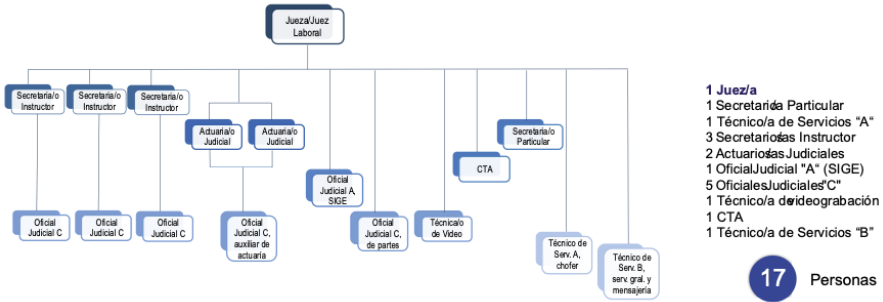 Jueza/Juez
Laboral
Secretaria/o
Instructor
Secretaria/o
Instructor
Secretaria/o
Instructor
Actuaria/o
Judicial
Actuaria/o
Judicial
Secretaria/o
Particular
CTA
Oficial
Judicial A,
SIGE
Oficial
Judicial C
Oficial
Judicial C
Oficial
Judicial C
Oficial
Judicial C,
auxiliar de
actuaría
Oficial
Judicial C,
de partes
Técnica/o
de Video
Técnico de
Serv. A,
chofer
Técnico de
Serv. B,
serv. gral. y
mensajería
1 Juez/a
1 Secretario/a Particular
1 Técnico/a de Servicios "A"
3 Secretarios/as Instructor
2 Actuarios/as Judiciales
1 Oficial Judicial "A" (SIGE)
5 Oficiales Judiciales "C"
1 Técnico/a de videograbación
1 CTA
1 Técnico/a de Servicios "B"
17 Personas